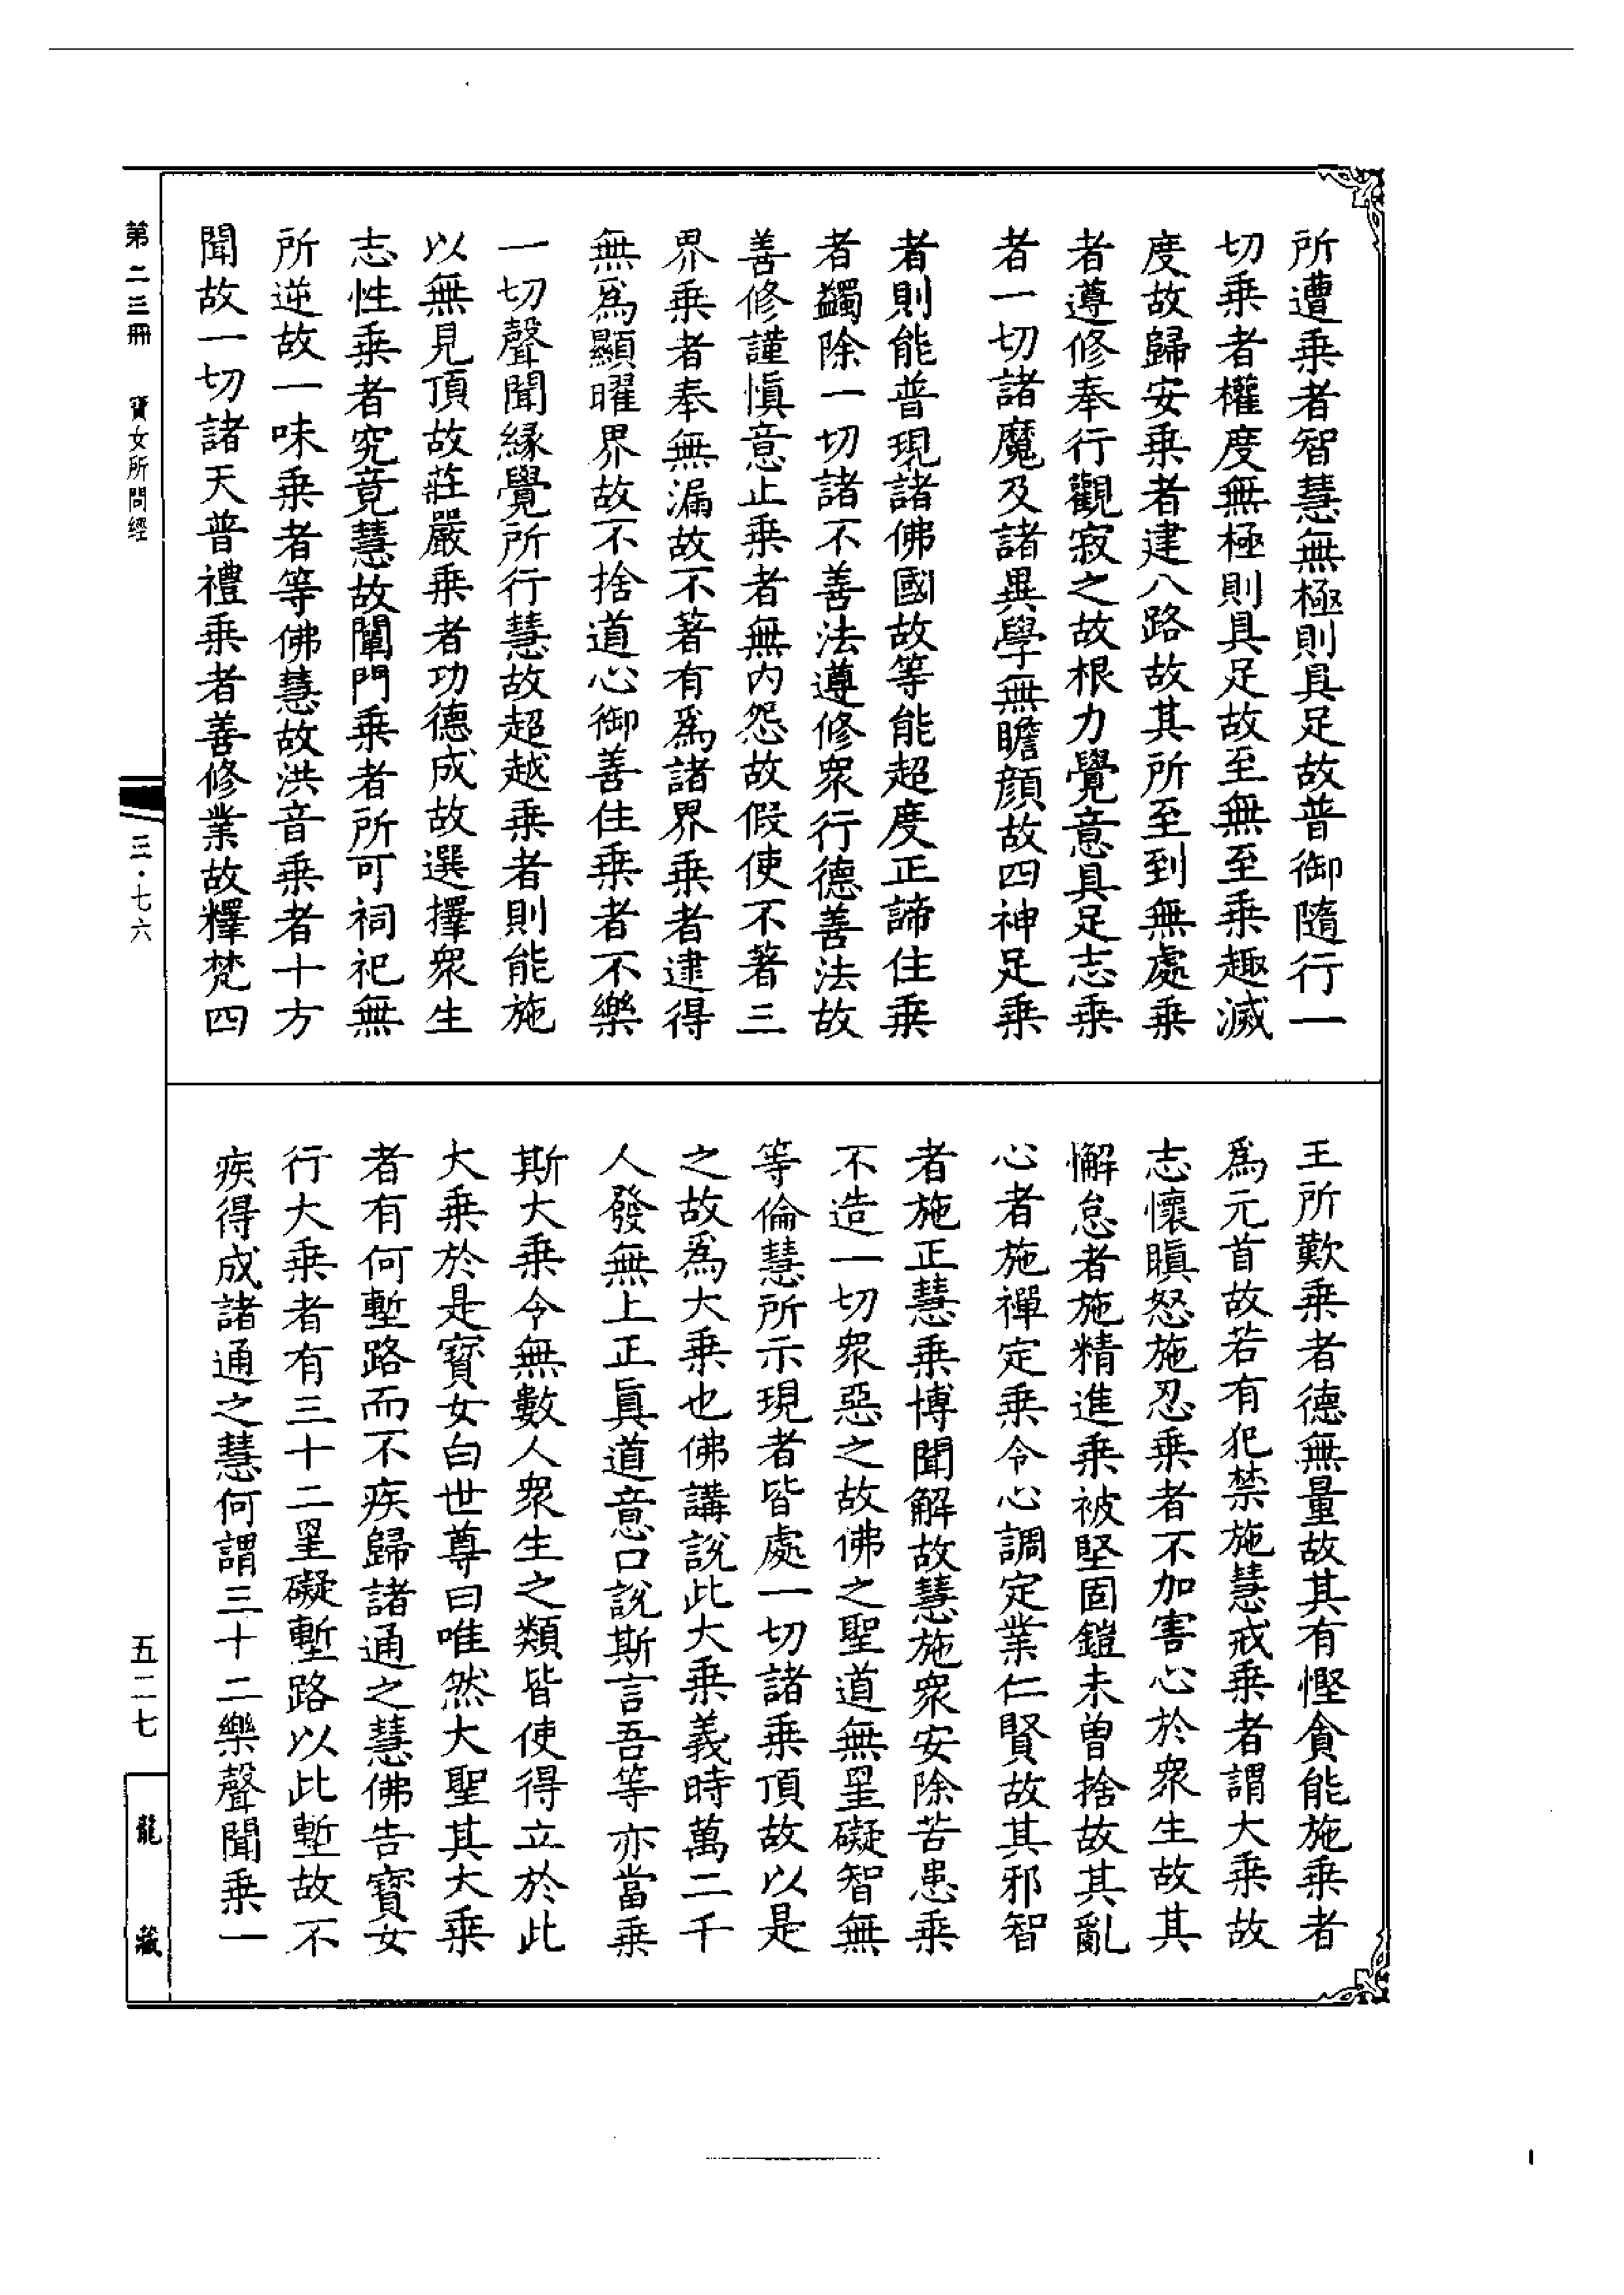 所遭乘者智慧無極則具足故普御隨行一
切乘者權度無極則具足故至無至乘趣滅
度故歸安乘者建八路故其所至到無處乘
者遵修奉行觀寂之故根力覺意具足志乘
者一切諸魔及諸異學無瞻顔故四神足乘
者則能普現諸佛國故等能超度正諦住乘
者蠲除一切諸不善法遵修衆行德善法故
善修謹慎意止乘者無内怨故假使不著三
界乘者奉無漏故不著有爲諸界乘者逮得
無爲顯曜界故不捨道心御善住乘者不樂
一切聲聞緣覺所行慧故超越乘者則能施
以無見頂故莊嚴乘者功德成故選擇衆生
志性乘者究竟慧故闡門乘者所可祠祀無
所逆故一味乘者等佛慧故洪音乘者十方
聞故一切諸天普禮乘者善修業故釋梵四
王所歎乘者德無量故其有慳貪能施乘者
爲元首故若有犯禁施慧戒乘者謂大乘故
志懷瞋怒施忍乘者不加害心於衆生故其
懈怠者施精進乘被堅固鎧未曾捨故其亂
心者施禪定乘令心調定業仁賢故其邪智
者施正慧乘博聞解故慧施衆安除苦患乘
不造一切衆惡之故佛之聖道無罣礙智無
等倫慧所示現者皆處一切諸乘頂故以是
之故爲大乘也佛講說此大乘義時萬二千
人發無上正眞道意口說斯言吾等亦當乘
斯大乘令無數人衆生之類皆使得立於此
大乘於是寶女白世尊曰唯然大聖其大乘
者有何塹路而不疾歸諸通之慧佛告寶女
行大乘者有三十二罣礙塹路以此塹故不
疾得成諸通之慧何謂三十二樂聲聞乘一
第二三冊　寶女所問經
三·七六
五二七
龍藏